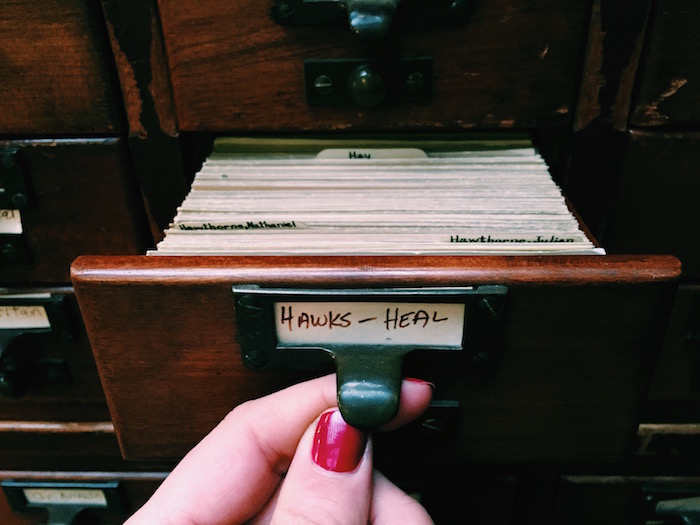 Hay
Hawthorne, Nathaniel
Hawthorne, Julian
HAWKS - HEAL